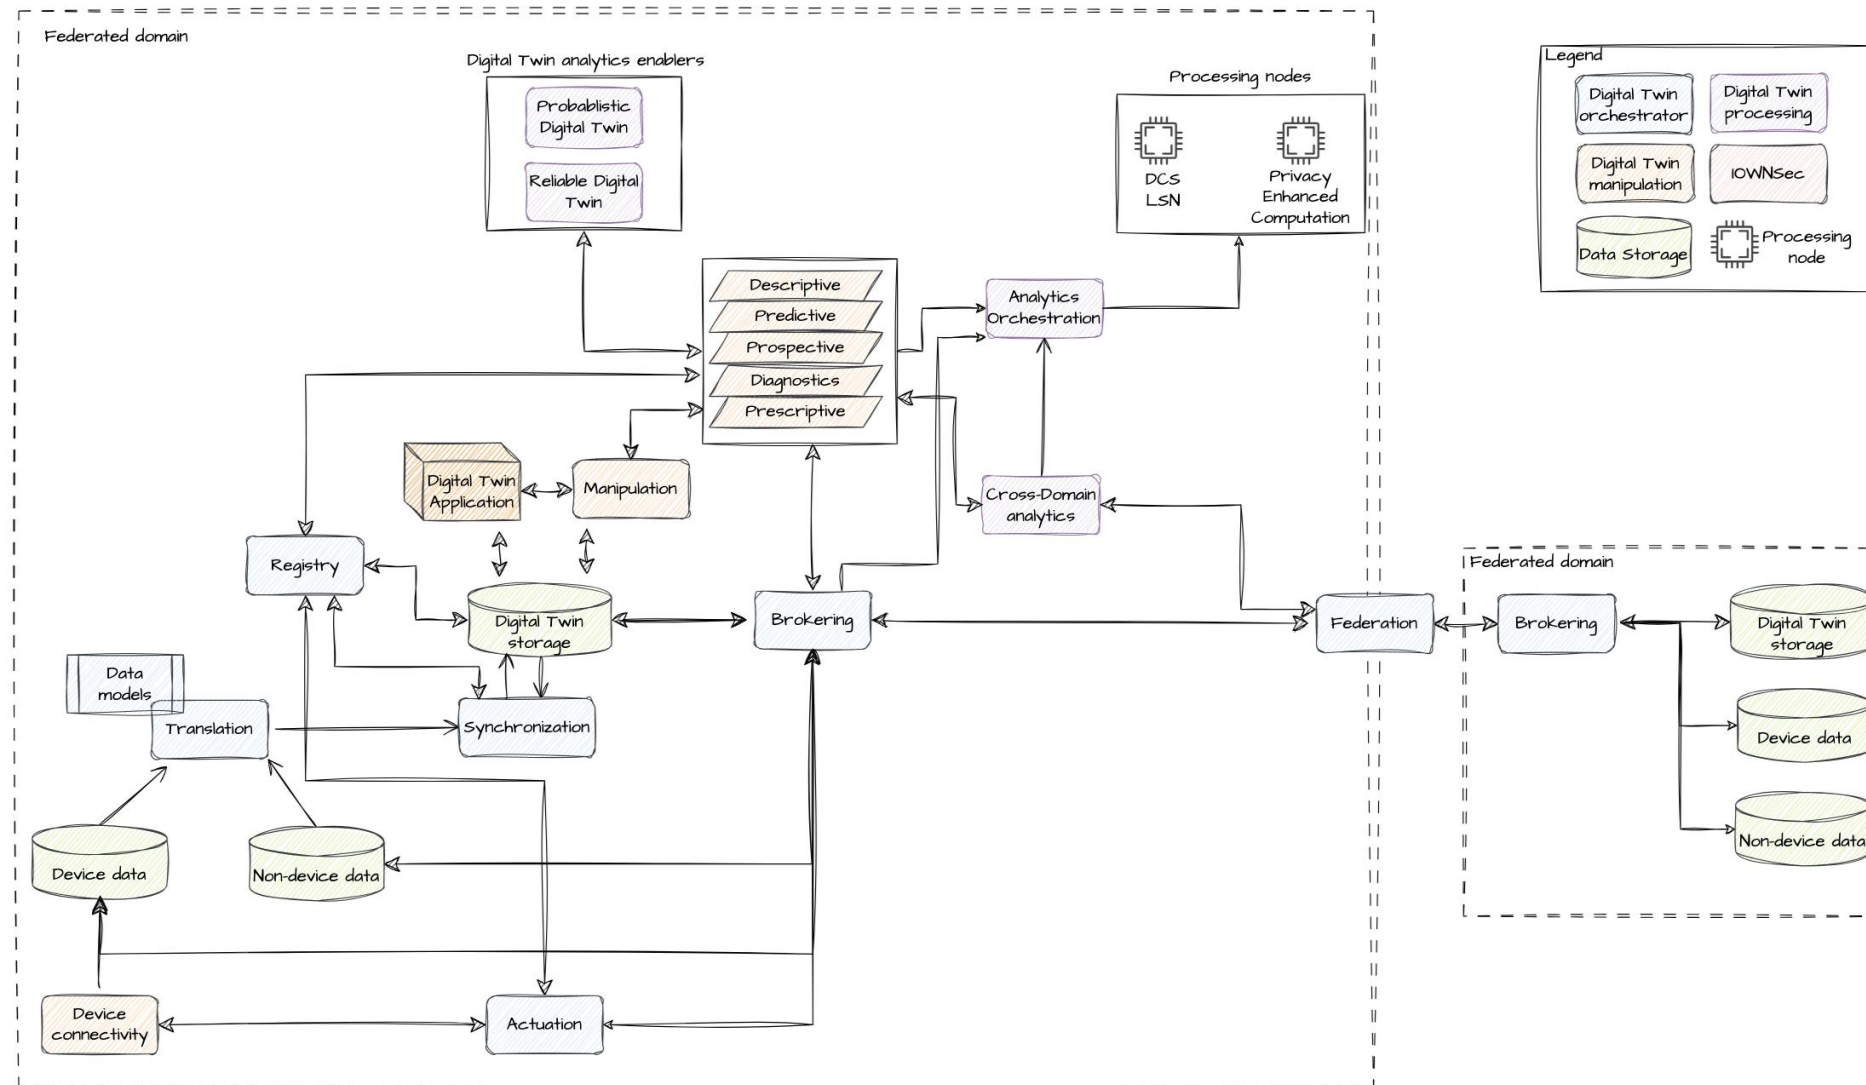 Federated domain
Digital Twin analytics enablers
Probablistic
Digital Twin
Reliable Digital
Twin
Processing nodes
DCS
LSN
Privacy
Enhanced
Computation
Legend
Digital Twin
orchestrator
Digital Twin
processing
Digital Twin
manipulation
IOWNSec
Data Storage
Processing
node
Descriptive
Predictive
Prospective
Diagnostics
Prescriptive
Analytics
Orchestration
Digital Twin
Application
Manipulation
Cross-Domain
analytics
Registry
Digital Twin
storage
Brokering
Federation
Federated domain
Brokering
Digital Twin
storage
Device data
Non-device data
Data
models
Translation
Synchronization
Device data
Non-device data
Device
connectivity
Actuation